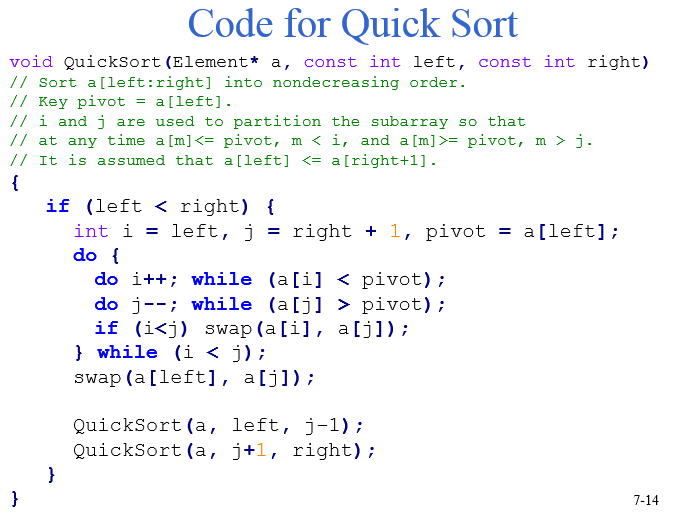 Code for Quick Sort
void QuickSort(Element* a, const int left, const int right)
// Sort a[left:right] into nondecreasing order.
// Key pivot = a[left].
// i and j are used to partition the subarray so that
// at any time a[m]<= pivot, m < i, and a[m]>= pivot, m > j.
// It is assumed that a[left] <= a[right+1].
{
if (left < right) {
int i = left, j = right + 1, pivot = a[left];
do {
do i++; while (a[i] < pivot);
do j--; while (a[j] > pivot);
if (i<j) swap(a[i], a[j]);
} while (i < j);
swap(a[left], a[j]);
QuickSort(a, left, j–1);
QuickSort(a, j+1, right);
}
}
7-14